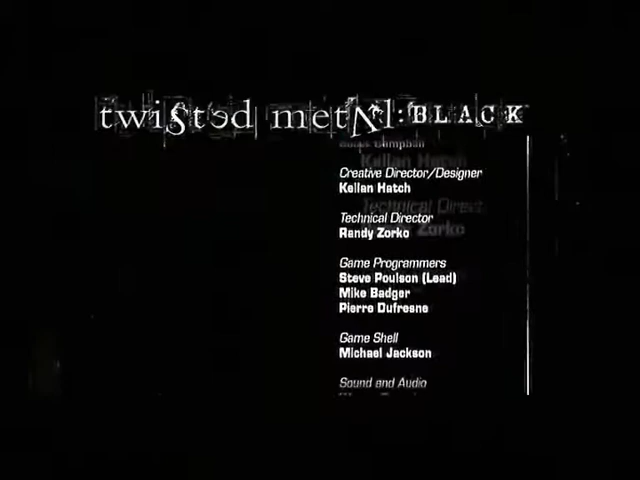 twisted metal: BLACK
Creative Director/Designer
Kellan Hatch
Technical Director
Randy Zorko
Game Programmers
Steve Poulson (Lead)
Mike Badger
Pierre Dufresne
Game Shell
Michael Jackson
Sound and Audio